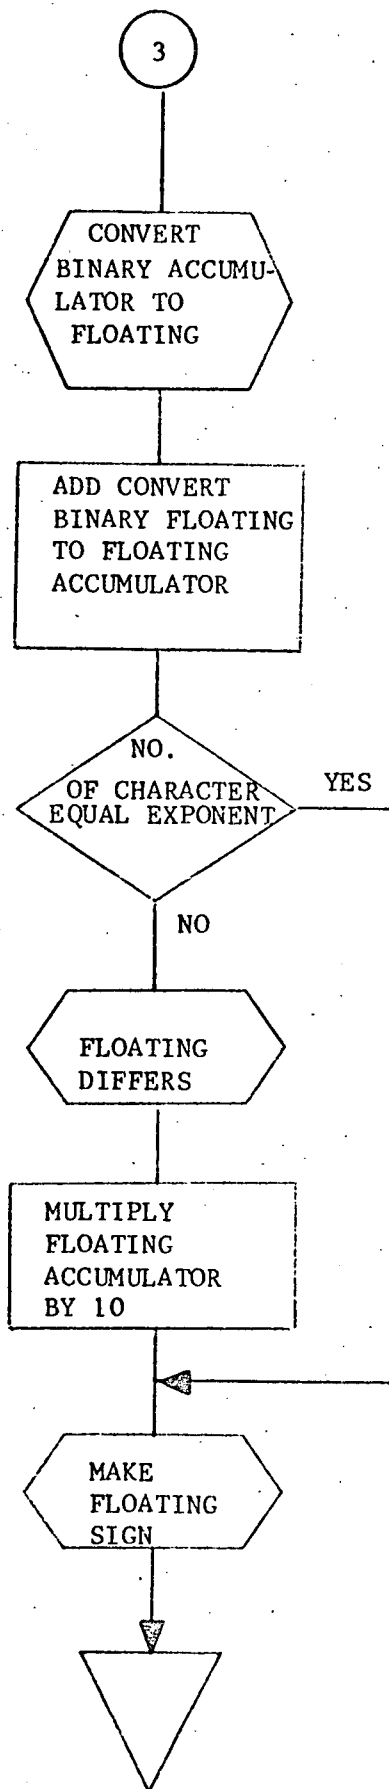 3
CONVERT
BINARY ACCUMU-
LATOR TO
FLOATING
ADD CONVERT
BINARY FLOATING
TO FLOATING
ACCUMULATOR
NO.
OF CHARACTER
EQUAL EXPONENT
YES
NO
FLOATING
DIFFERS
MULTIPLY
FLOATING
ACCUMULATOR
BY 10
MAKE
FLOATING
SIGN